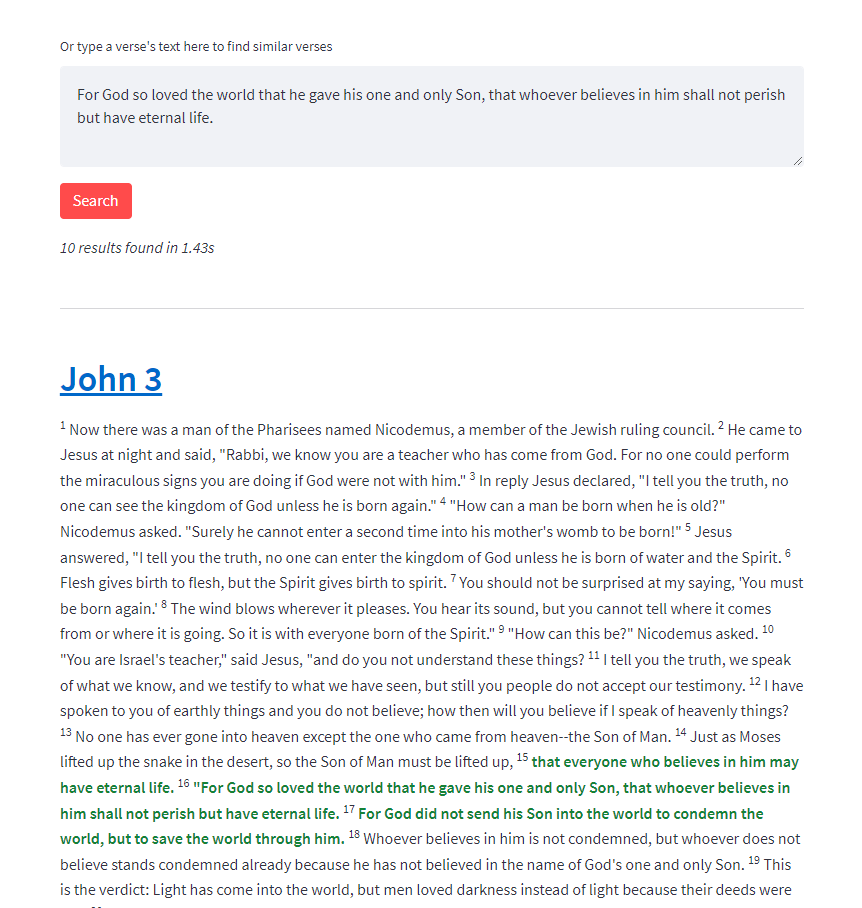 Or type a verse's text here to find similar verses
For God so loved the world that he gave his one and only Son, that whoever believes in him shall not perish
but have eternal life.
Search
10 results found in 1.43s
John 3
1 Now there was a man of the Pharisees named Nicodemus, a member of the Jewish ruling council. 2 He came to
Jesus at night and said, "Rabbi, we know you are a teacher who has come from God. For no one could perform
the miraculous signs you are doing if God were not with him." 3 In reply Jesus declared, "I tell you the truth, no
one can see the kingdom of God unless he is born again." 4 "How can a man be born when he is old?"
Nicodemus asked. "Surely he cannot enter a second time into his mother's womb to be born!" 5 Jesus
answered, "I tell you the truth, no one can enter the kingdom of God unless he is born of water and the Spirit. 6
Flesh gives birth to flesh, but the Spirit gives birth to spirit. 7 You should not be surprised at my saying, 'You must
be born again.' 8 The wind blows wherever it pleases. You hear its sound, but you cannot tell where it comes
from or where it is going. So it is with everyone born of the Spirit." 9 "How can this be?" Nicodemus asked. 10
"You are Israel's teacher," said Jesus, "and do you not understand these things? 11 I tell you the truth, we speak
of what we know, and we testify to what we have seen, but still you people do not accept our testimony. 12 I have
spoken to you of earthly things and you do not believe; how then will you believe if I speak of heavenly things?
13 No one has ever gone into heaven except the one who came from heaven--the Son of Man. 14 Just as Moses
lifted up the snake in the desert, so the Son of Man must be lifted up, 15 that everyone who believes in him may
have eternal life. 16 "For God so loved the world that he gave his one and only Son, that whoever believes in
him shall not perish but have eternal life. 17 For God did not send his Son into the world to condemn the
world, but to save the world through him. 18 Whoever believes in him is not condemned, but whoever does not
believe stands condemned already because he has not believed in the name of God's one and only Son. 19 This
is the verdict: Light has come into the world, but men loved darkness instead of light because their deeds were